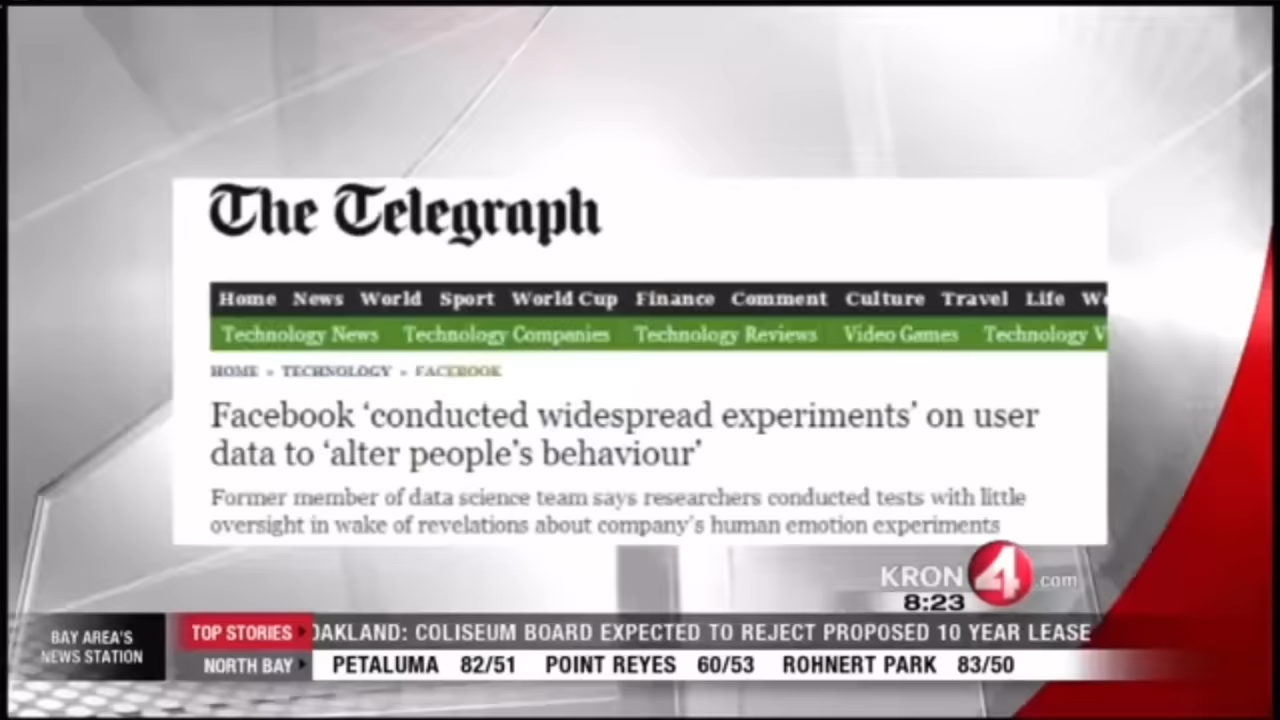 The Telegraph
Home News World Sport World Cup Finance Comment Culture Travel Life
Technology News Technology Companies Technology Reviews Video Games Technology V
HOME » TECHNOLOGY » FACEBOOK
Facebook ‘conducted widespread experiments’ on user
data to ‘alter people’s behaviour’
Former member of data science team says researchers conducted tests with little
oversight in wake of revelations about company’s human emotion experiments
KRON 4 .com
8:23
BAY AREA'S
NEWS STATION
TOP STORIES OAKLAND: COLISEUM BOARD EXPECTED TO REJECT PROPOSED 10 YEAR LEASE
NORTH BAY PETALUMA 82/51 POINT REYES 60/53 ROHNERT PARK 83/50